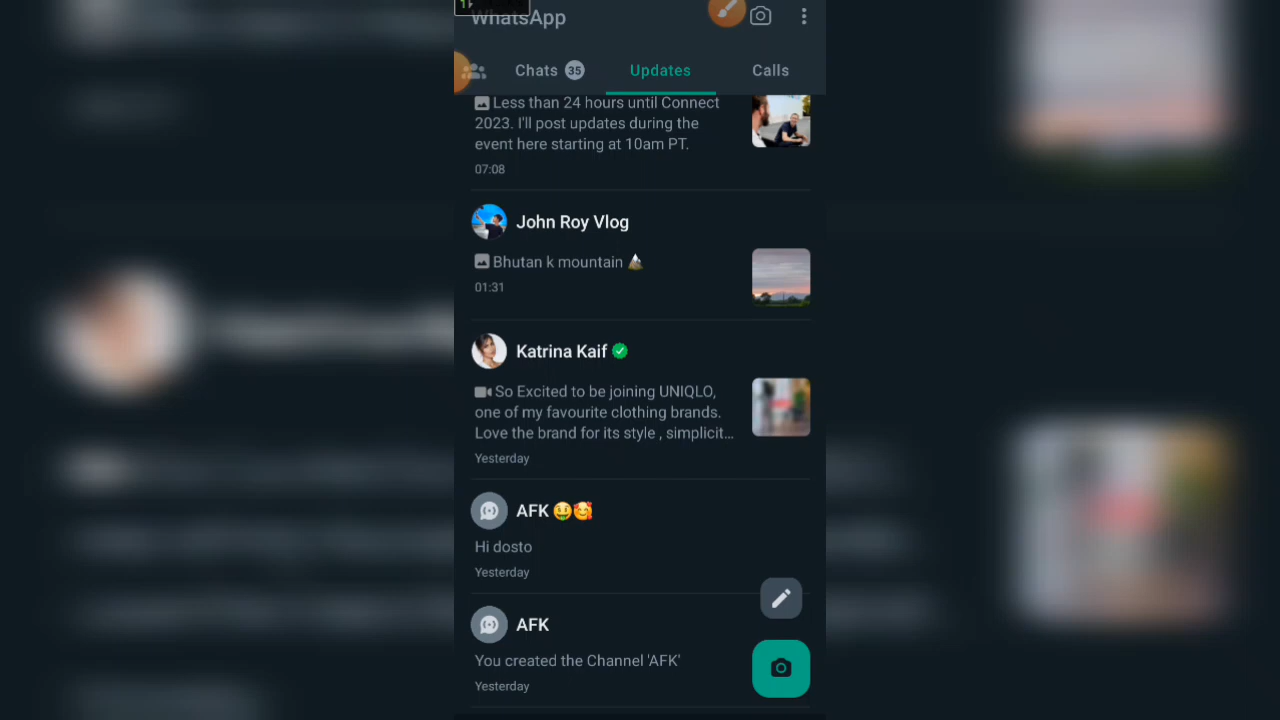 WhatsApp
Chats 35 Updates Calls
Less than 24 hours until Connect
2023. I'll post updates during the
event here starting at 10am PT.
07:08
John Roy Vlog
Bhutan k mountain 🏔️
01:31
Katrina Kaif
So Excited to be joining UNIQLO,
one of my favourite clothing brands.
Love the brand for its style , simplicit...
Yesterday
AFK 🤑🥰
Hi dosto
Yesterday
AFK
You created the Channel 'AFK'
Yesterday